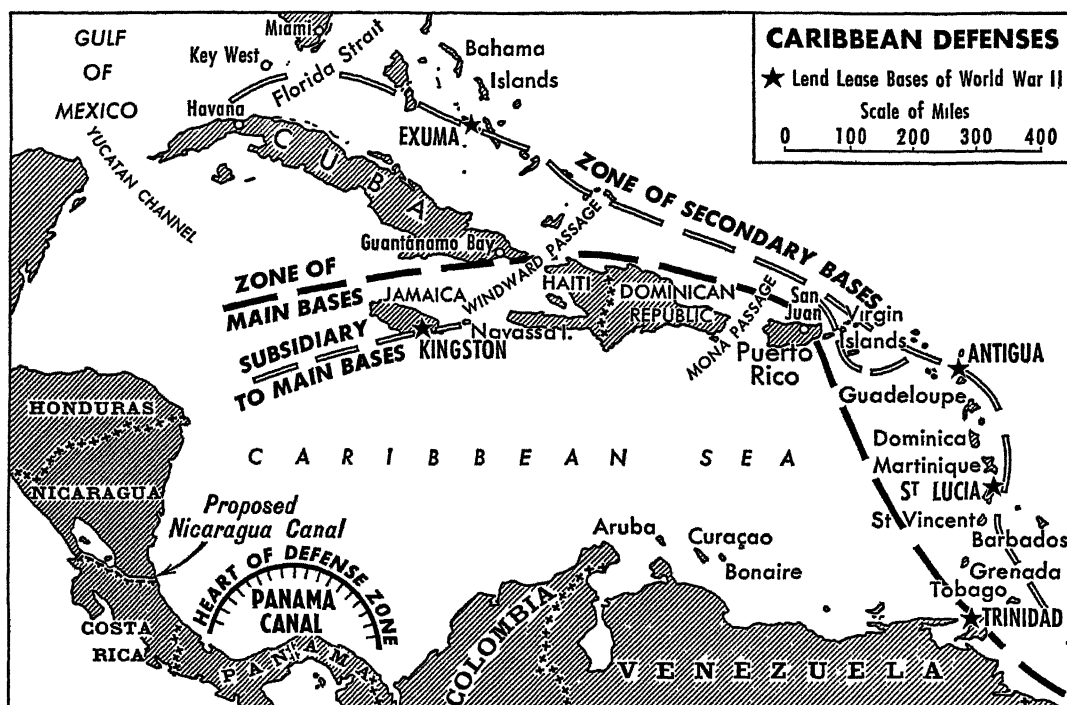 GULF
OF
MEXICO
YUCATAN CHANNEL
Miami
Key West
Florida Strait
Havana
Bahama
Islands
EXUMA
CARIBBEAN DEFENSES
★ Lend Lease Bases of World War II
Scale of Miles
0 100 200 300 400
CUBA
Guantánamo Bay
ZONE OF SECONDARY BASES
WINDWARD PASSAGE
ZONE OF
MAIN BASES
JAMAICA
HAITI
DOMINICAN
REPUBLIC
MONA PASSAGE
San
Juan
Virgin
Islands
SUBSIDIARY
TO MAIN BASES
KINGSTON
Navassa I.
Puerto
Rico
ANTIGUA
Guadeloupe
HONDURAS
CARIBBEAN SEA
Dominica
Martinique
ST LUCIA
NICARAGUA
Proposed
Nicaragua Canal
St Vincent
Barbados
Aruba
Curaçao
Bonaire
Grenada
Tobago
TRINIDAD
HEART OF DEFENSE ZONE
PANAMA
CANAL
COSTA
RICA
PANAMA
COLOMBIA
VENEZUELA